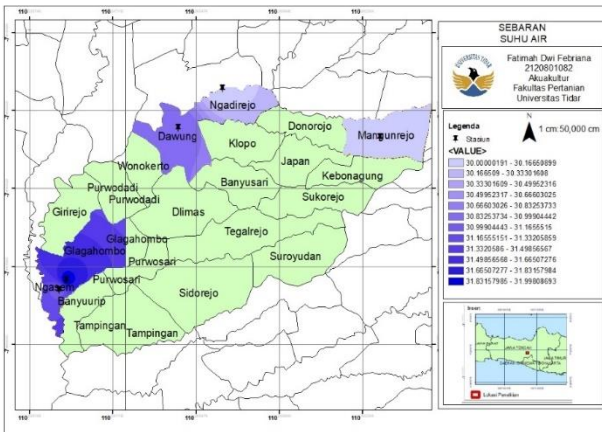 SEBARAN
SUHU AIR
UNIVERSITAS TIDAR
Fatimah Dwi Febriana
2120801082
Akuakultur
Fakultas Pertanian
Universitas Tidar
Legenda
Stasiun
N
1 cm:50,000 cm
<VALUE>
30.00000191 - 30.16650899
30.166509 - 30.33301608
30.33301609 - 30.49952316
30.49952317 - 30.66603025
30.66603026 - 30.83253733
30.83253734 - 30.99904442
30.99904443 - 31.1655515
31.16555151 - 31.33205859
31.3320586 - 31.49856567
31.49856568 - 31.66507276
31.66507277 - 31.83157984
31.83157985 - 31.99808693
Lokasi Penelitian
Ngadirejo
Dawung
Donorojo
Mangunrejo
Klopo
Japan
Wonokerto
Banyusari
Kebonagung
Purwodadi
Purwodadi
Sukorejo
Girirejo
Dlimas
Glagahombo
Tegalrejo
Glagahombo
Purwosari
Suroyudan
Purwosari
Ngasem
Banyuurip
Sidorejo
Tampingan
Tampingan